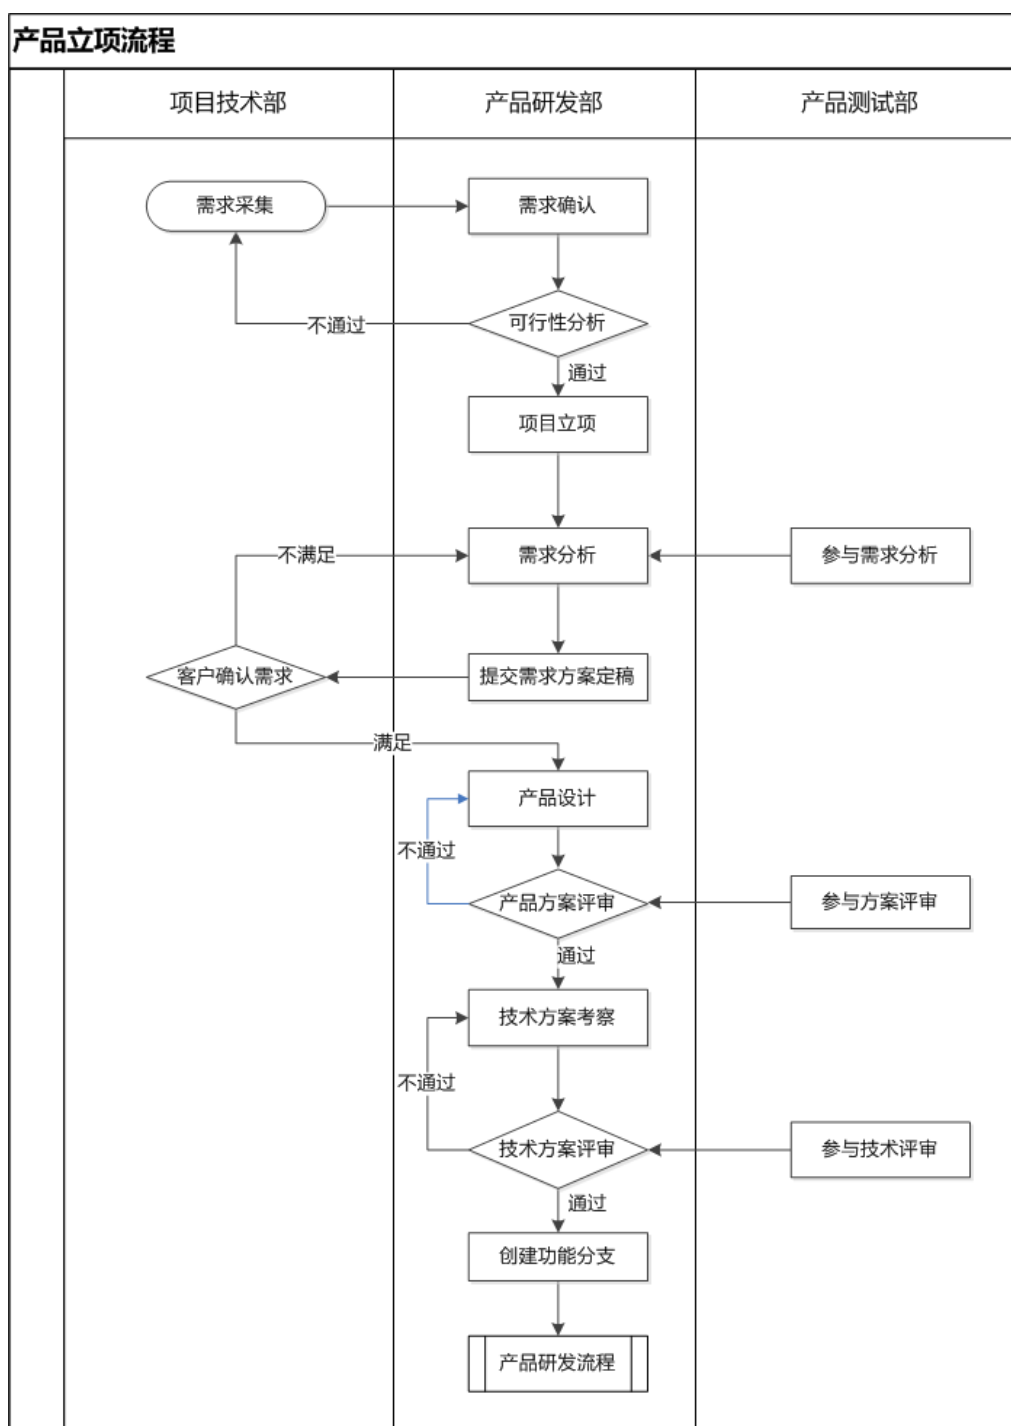 产品立项流程
项目技术部
产品研发部
产品测试部
需求采集
需求确认
可行性分析
不通过
通过
项目立项
不满足
需求分析
参与需求分析
客户确认需求
提交需求方案定稿
满足
产品设计
不通过
产品方案评审
参与方案评审
通过
技术方案考察
不通过
技术方案评审
参与技术评审
通过
创建功能分支
产品研发流程